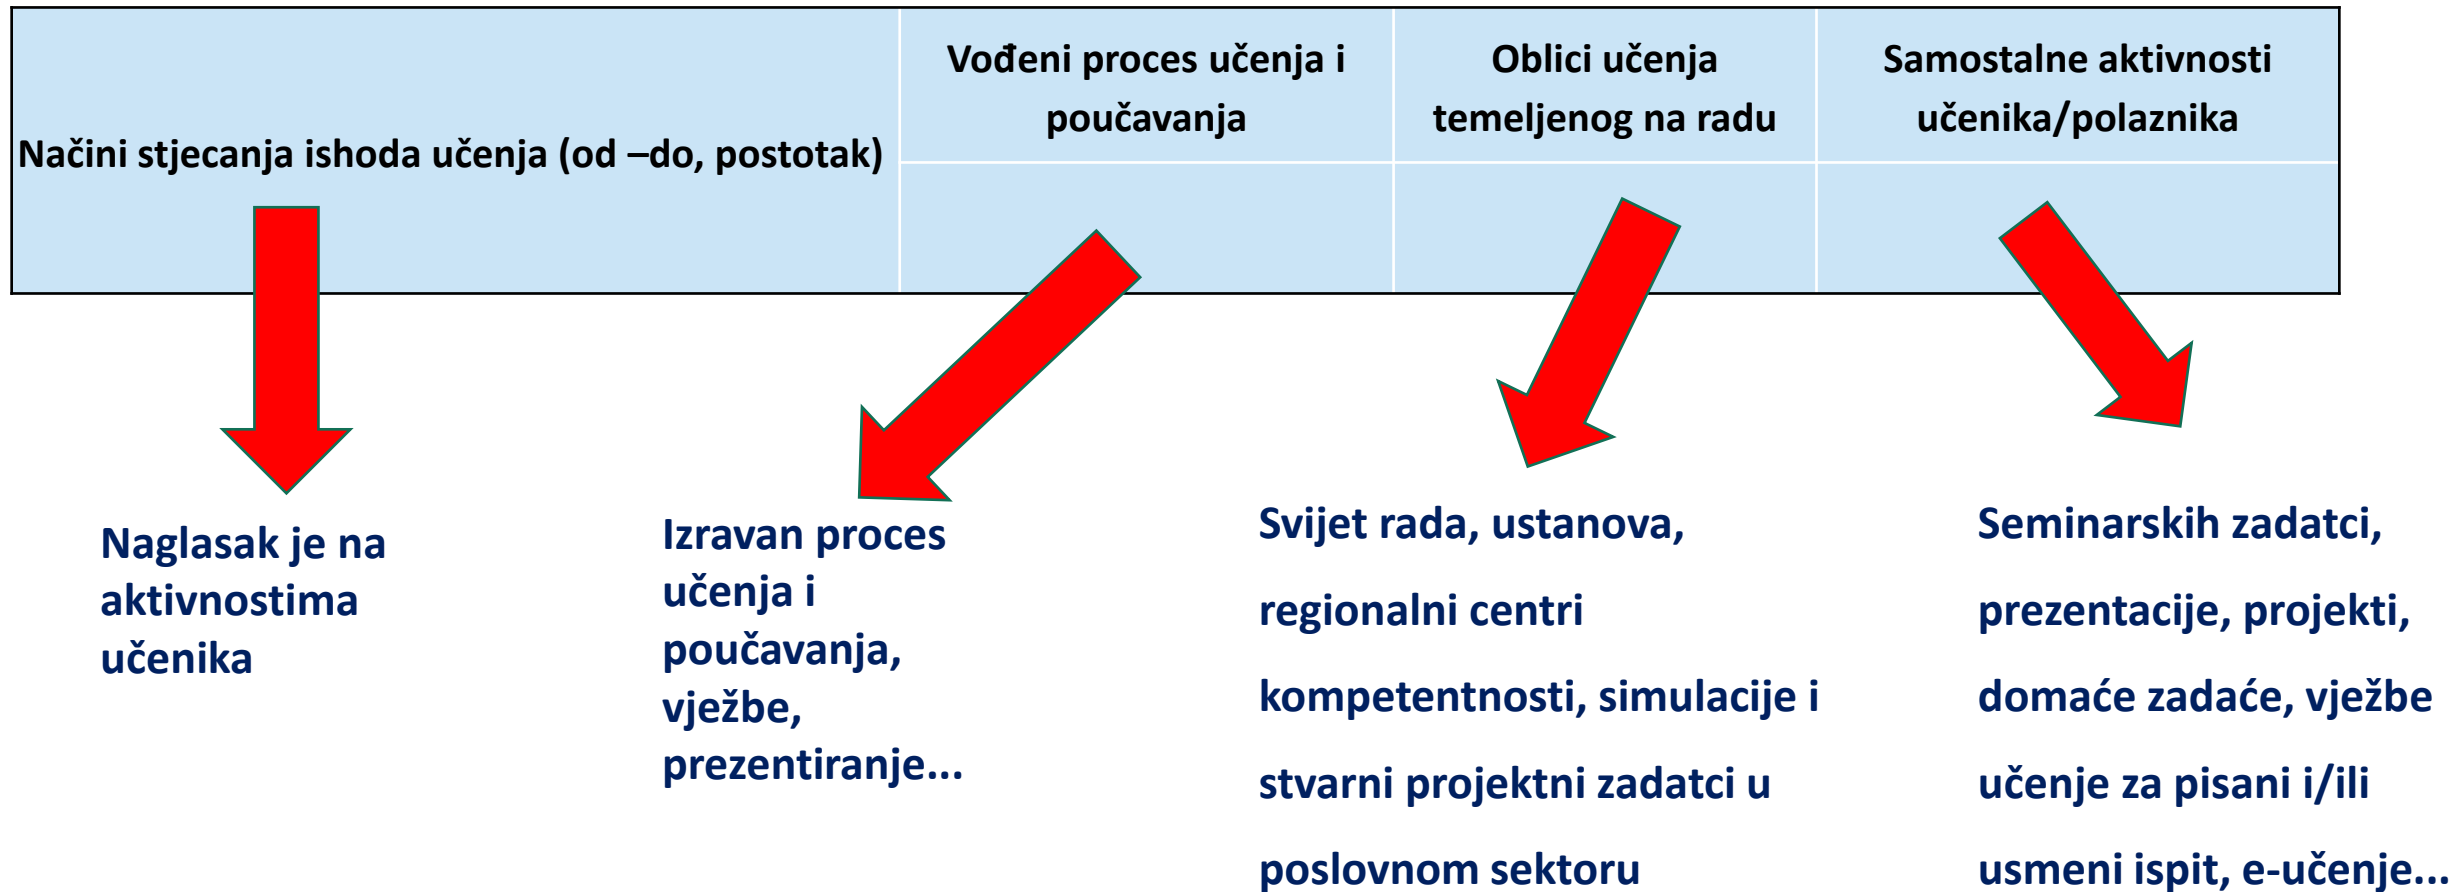 Načini stjecanja ishoda učenja (od –do, postotak)
Vođeni proces učenja i
poučavanja
Oblici učenja
temeljenog na radu
Samostalne aktivnosti
učenika/polaznika
Naglasak je na
aktivnostima
učenika
Izravan proces
učenja i
poučavanja,
vježbe,
prezentiranje...
Svijet rada, ustanova,
regionalni centri
kompetentnosti, simulacije i
stvarni projektni zadatci u
poslovnom sektoru
Seminarskih zadatci,
prezentacije, projekti,
domaće zadaće, vježbe
učenje za pisani i/ili
usmeni ispit, e-učenje...